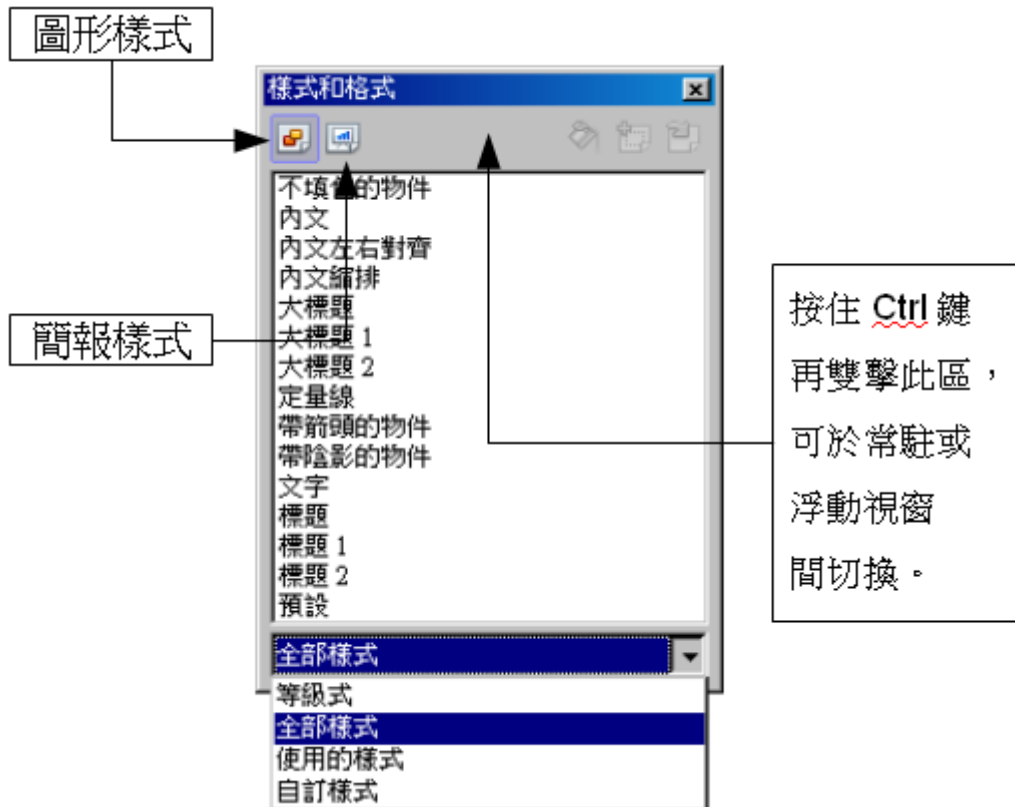 圖形樣式
樣式和格式
不填色的物件
內文
內文左右對齊
內文縮排
大標題
簡報樣式
大標題 1
大標題 2
定量線
帶箭頭的物件
帶陰影的物件
文字
標題
標題 1
標題 2
預設
按住 Ctrl 鍵
再雙擊此區，
可於常駐或
浮動視窗
間切換。
全部樣式
等級式
全部樣式
使用的樣式
自訂樣式